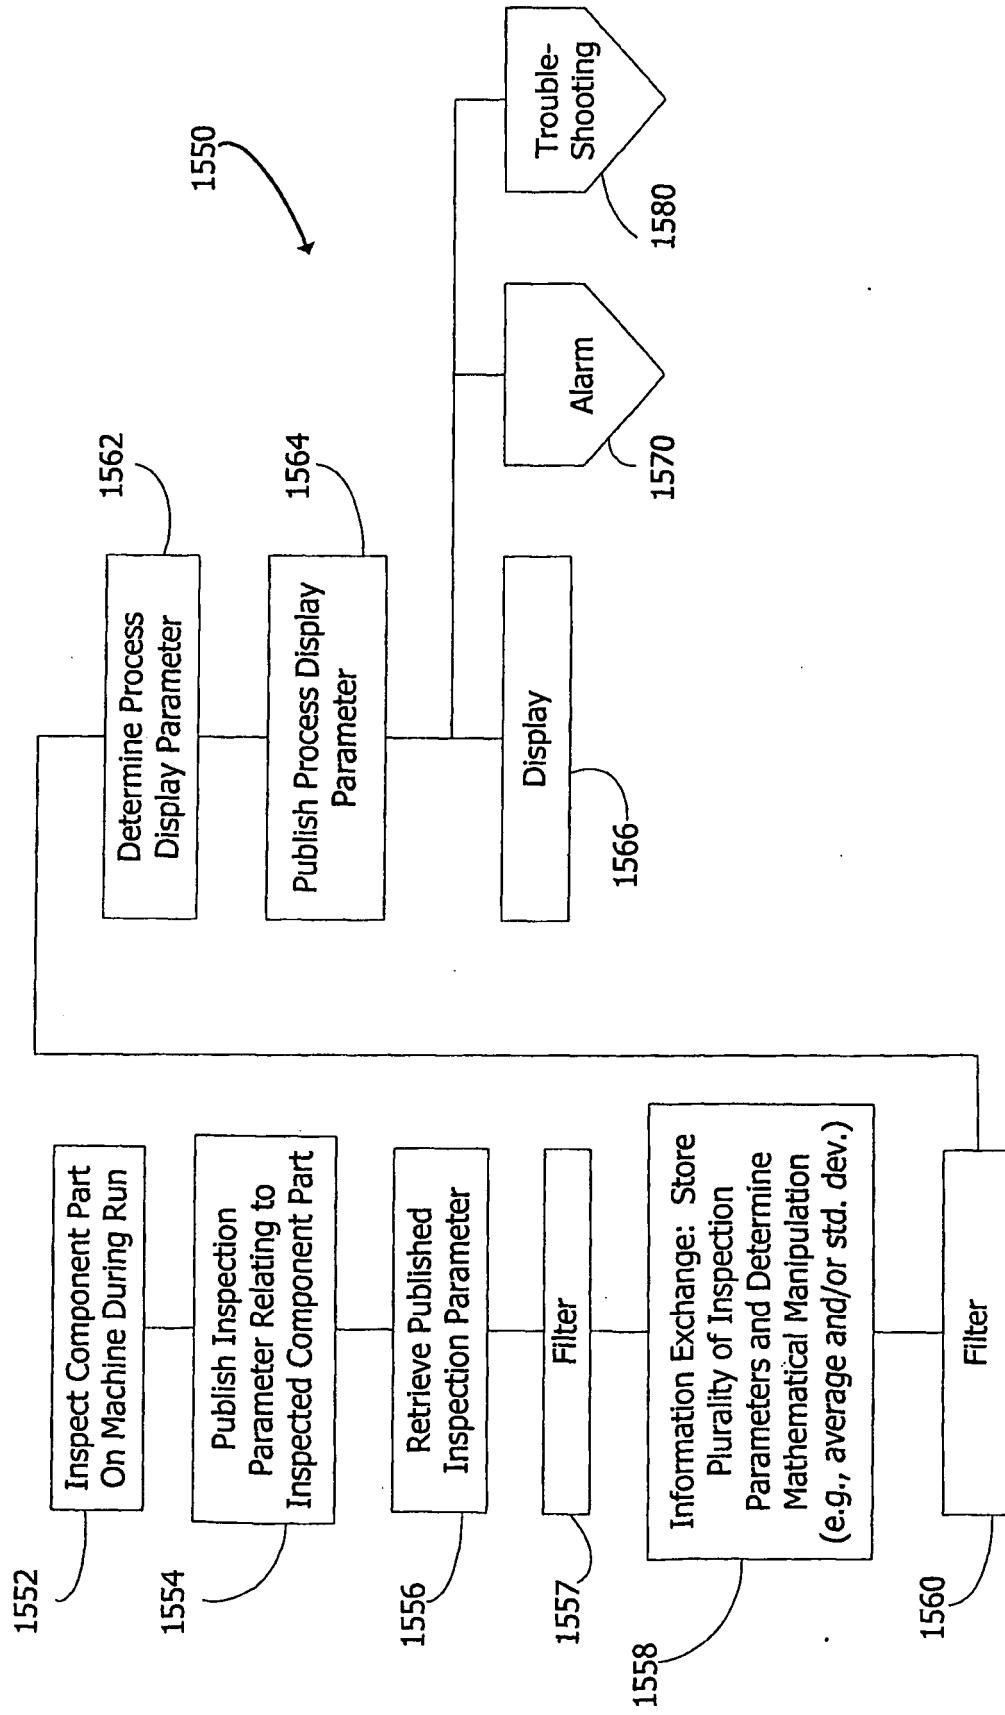 1550
1552
Inspect Component Part
On Machine During Run
1554
Publish Inspection
Parameter Relating to
Inspected Component Part
1556
Retrieve Published
Inspection Parameter
1557
Filter
1558
Information Exchange: Store
Plurality of Inspection
Parameters and Determine
Mathematical Manipulation
(e.g., average and/or std. dev.)
1560
Filter
1562
Determine Process
Display Parameter
1564
Publish Process Display
Parameter
1566
Display
1570
Alarm
1580
Trouble-
Shooting